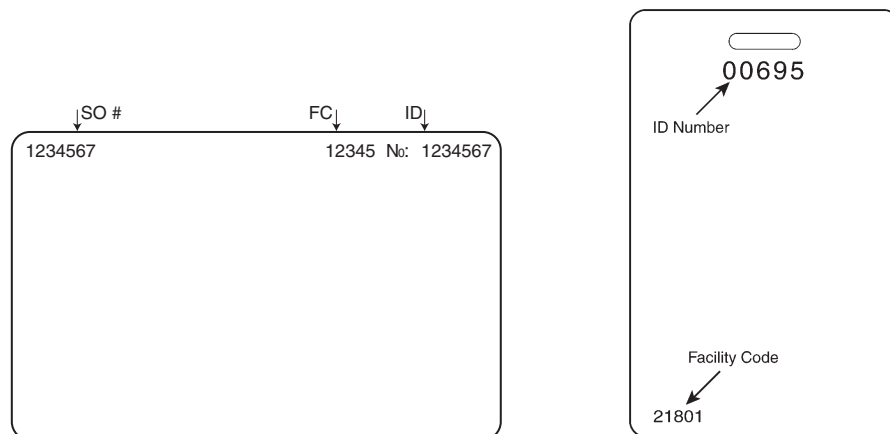 SO # FC ID
1234567 12345 №: 1234567
00695
ID Number
Facility Code
21801